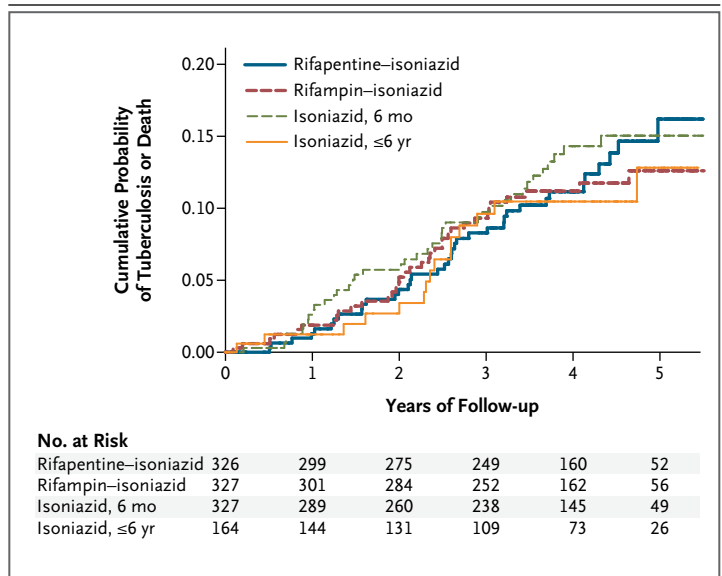 Cumulative Probability
of Tuberculosis or Death
0.20
0.15
0.10
0.05
0.00
Rifapentine–isoniazid
Rifampin–isoniazid
Isoniazid, 6 mo
Isoniazid, ≤6 yr
0 1 2 3 4 5
Years of Follow-up
No. at Risk
Rifapentine–isoniazid 326 299 275 249 160 52
Rifampin–isoniazid 327 301 284 252 162 56
Isoniazid, 6 mo 327 289 260 238 145 49
Isoniazid, ≤6 yr 164 144 131 109 73 26